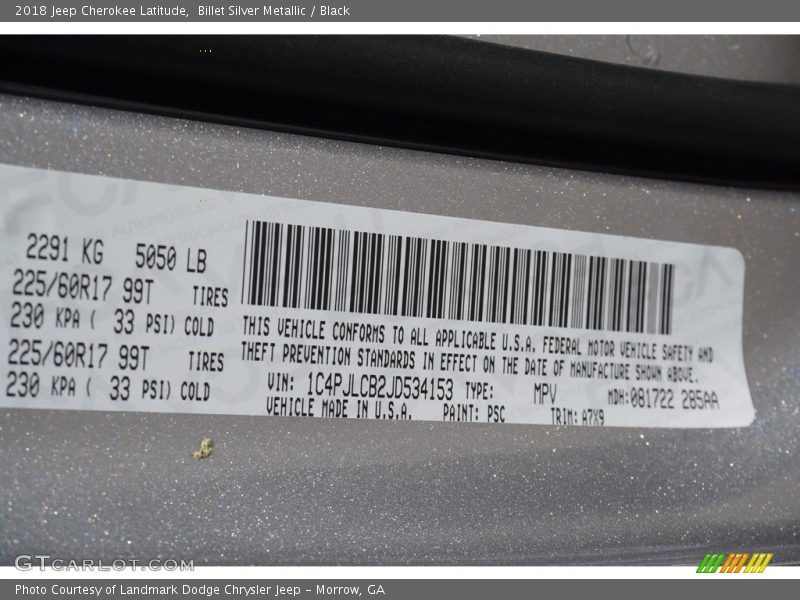 2018 Jeep Cherokee Latitude,  Billet Silver Metallic / Black
2291 KG 5050 LB
225/60R17 99T TIRES
230 KPA ( 33 PSI) COLD
225/60R17 99T TIRES
230 KPA ( 33 PSI) COLD
THIS VEHICLE CONFORMS TO ALL APPLICABLE U.S.A. FEDERAL MOTOR VEHICLE SAFETY AND
THEFT PREVENTION STANDARDS IN EFFECT ON THE DATE OF MANUFACTURE SHOWN ABOVE.
VIN: 1C4PJLCB2JD534153 TYPE: MPV MDH:081722 285AA
VEHICLE MADE IN U.S.A. PAINT: PSC TRIM: A7X9
GTCARLOT.COM
Photo Courtesy of Landmark Dodge Chrysler Jeep – Morrow, GA